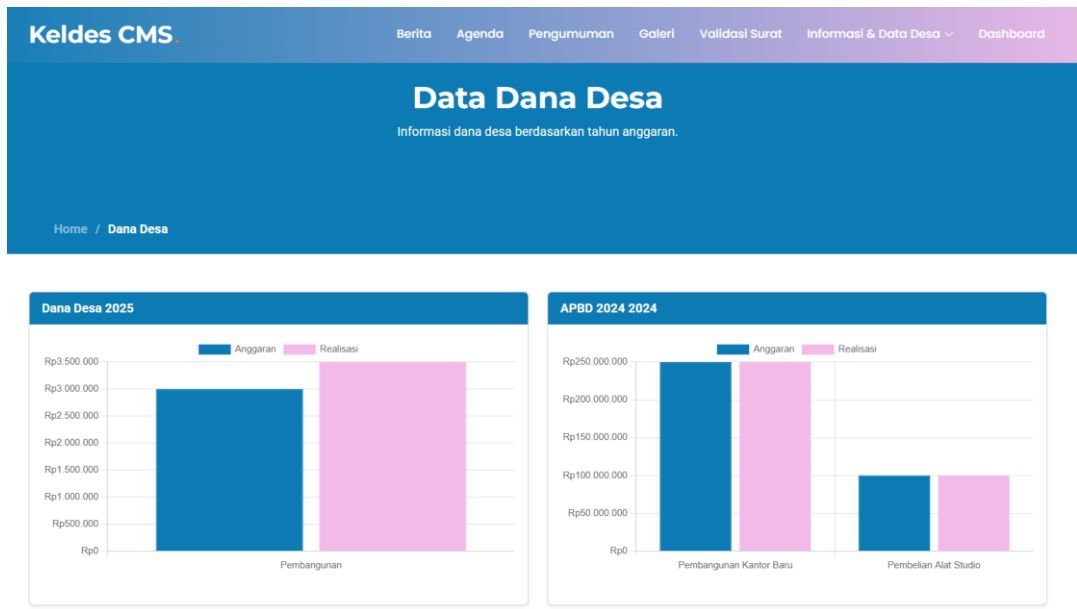 Keldes CMS.
Berita Agenda Pengumuman Galeri Validasi Surat Informasi & Data Desa Dashboard
Data Dana Desa
Informasi dana desa berdasarkan tahun anggaran.
Home / Dana Desa
Dana Desa 2025
Anggaran Realisasi
Rp3.500.000
Rp3.000.000
Rp2.500.000
Rp2.000.000
Rp1.500.000
Rp1.000.000
Rp500.000
Rp0
Pembangunan
APBD 2024 2024
Anggaran Realisasi
Rp250.000.000
Rp200.000.000
Rp150.000.000
Rp100.000.000
Rp50.000.000
Rp0
Pembangunan Kantor Baru Pembelian Alat Studio